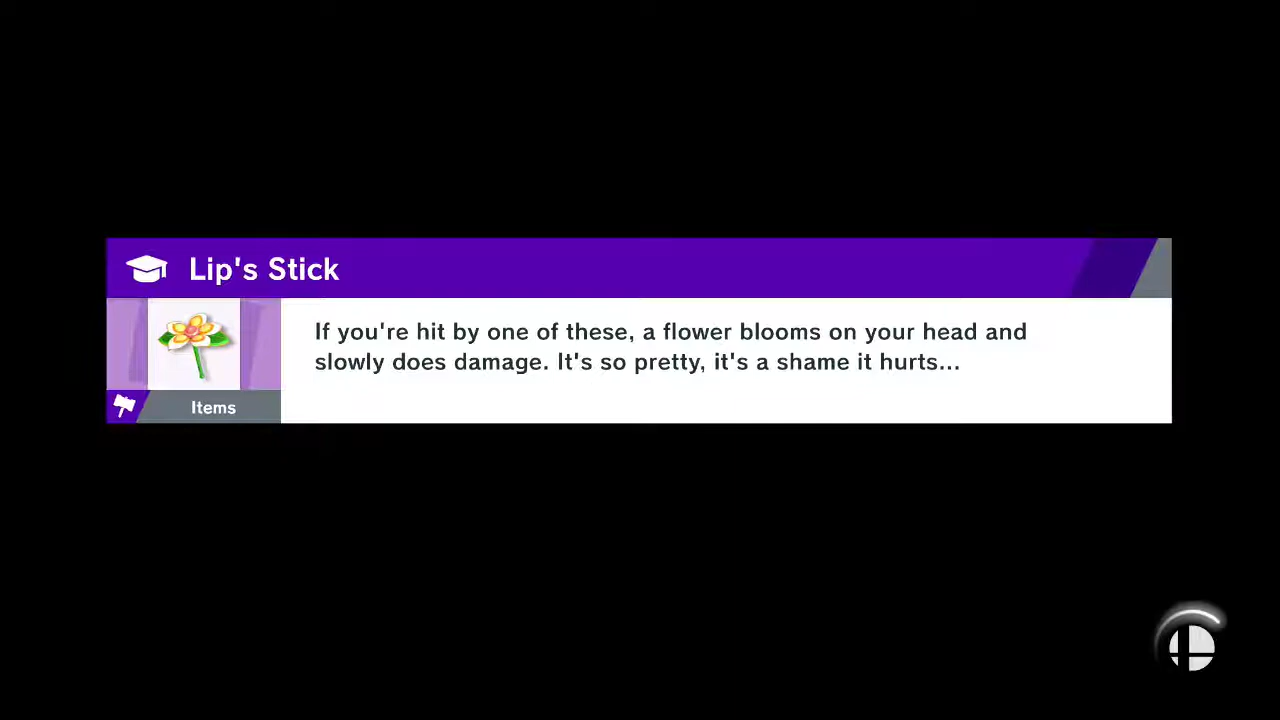 Lip's Stick
If you're hit by one of these, a flower blooms on your head and
slowly does damage. It's so pretty, it's a shame it hurts...
Items